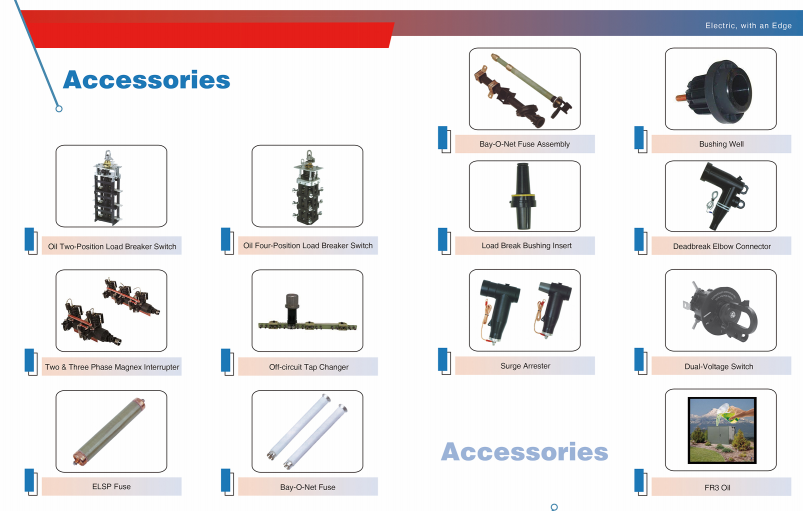 Electric, with an Edge
Accessories
Oil Two-Position Load Breaker Switch
Oil Four-Position Load Breaker Switch
Two & Three Phase Magnex Interrupter
Off-circuit Tap Changer
ELSP Fuse
Bay-O-Net Fuse
Bay-O-Net Fuse Assembly
Bushing Well
Load Break Bushing Insert
Deadbreak Elbow Connector
Surge Arrester
Dual-Voltage Switch
Accessories
FR3 Oil